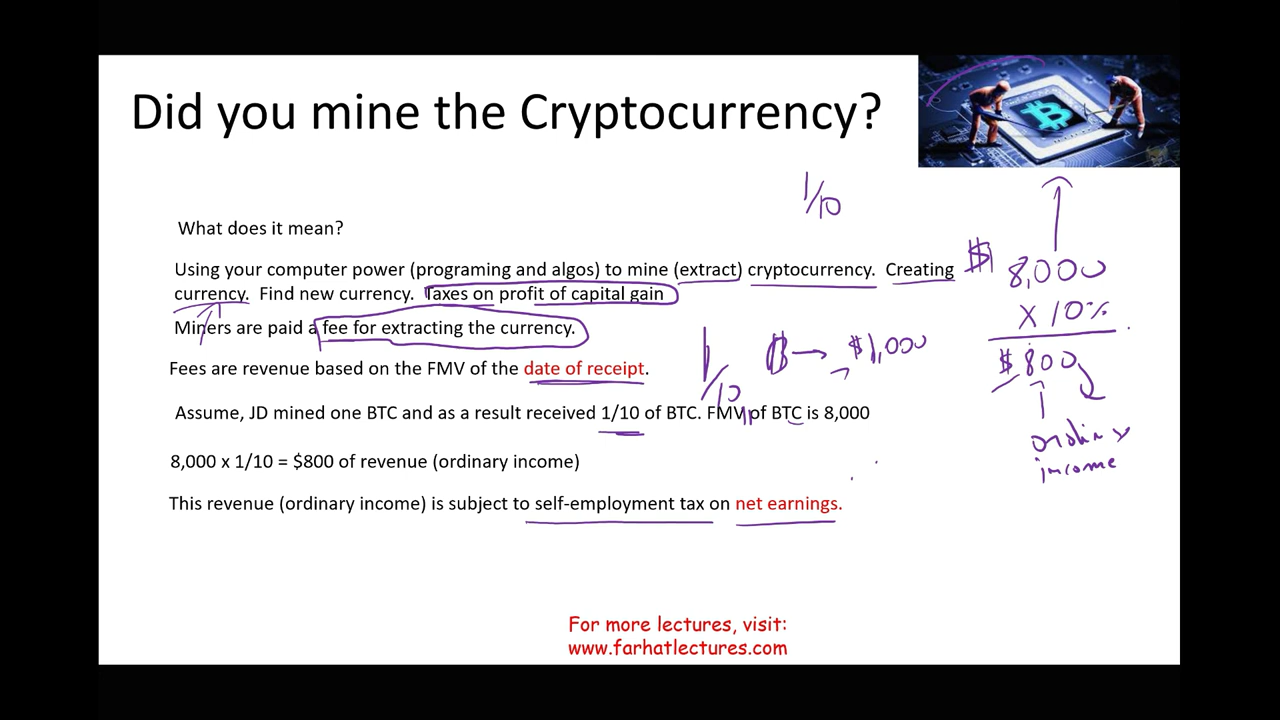 Did you mine the Cryptocurrency?
1/10
What does it mean?
Using your computer power (programing and algos) to mine (extract) cryptocurrency. Creating
currency. Find new currency. Taxes on profit of capital gain
Miners are paid a fee for extracting the currency.
Fees are revenue based on the FMV of the date of receipt.
Assume, JD mined one BTC and as a result received 1/10 of BTC. FMV of BTC is 8,000
8,000 x 1/10 = $800 of revenue (ordinary income)
This revenue (ordinary income) is subject to self-employment tax on net earnings.
1/10
$1,000
$ 8,000
X 10%
$800
ordinary
income
For more lectures, visit:
www.farhatlectures.com